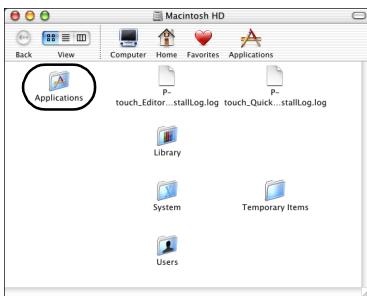 Macintosh HD
Back View Computer Home Favorites Applications
Applications
P-
touch_Editor...stallLog.log
P-
touch_Quick...stallLog.log
Library
System
Temporary Items
Users